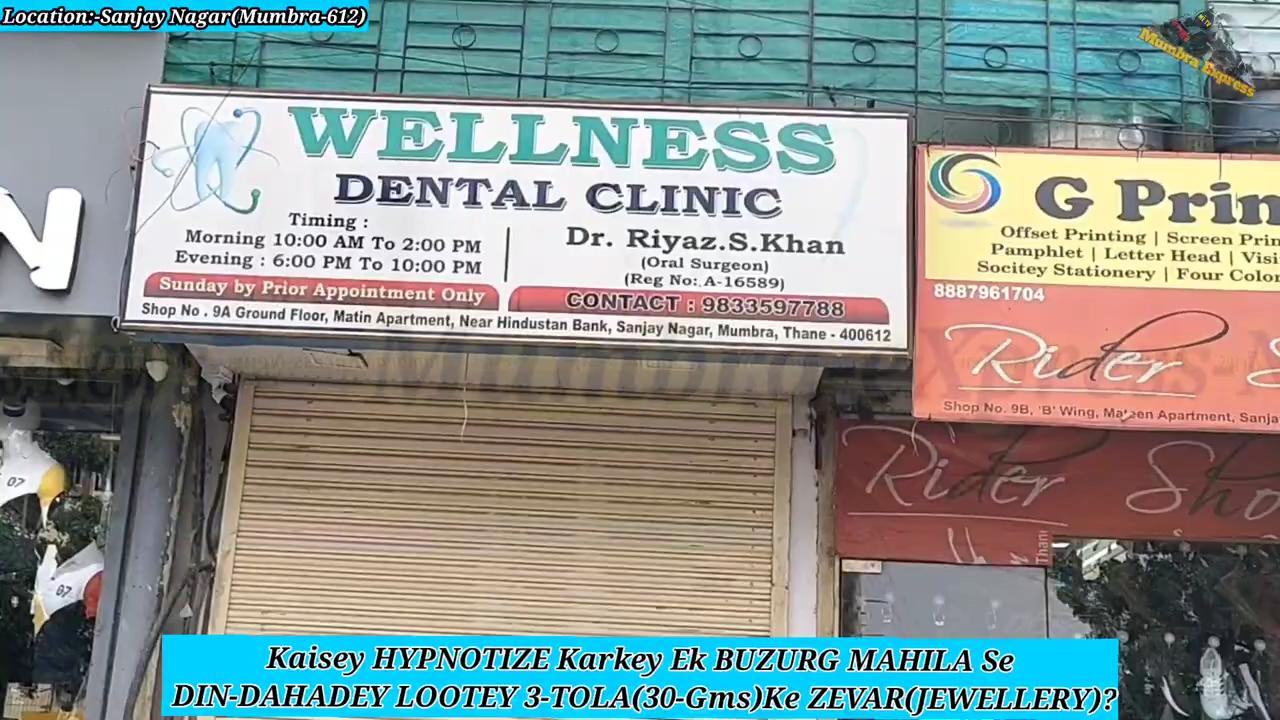 Location:-Sanjay Nagar(Mumbra-612)
Mumbra Express
WELLNESS
DENTAL CLINIC
Timing :
Morning 10:00 AM To 2:00 PM
Evening : 6:00 PM To 10:00 PM
Sunday by Prior Appointment Only
Dr. Riyaz.S.Khan
(Oral Surgeon)
(Reg No: A-16589)
CONTACT : 9833597788
Shop No . 9A Ground Floor, Matin Apartment, Near Hindustan Bank, Sanjay Nagar, Mumbra, Thane - 400612
G Prin
Offset Printing | Screen Prin
Pamphlet | Letter Head | Visi
Socitey Stationery | Four Color
8887961704
Rider S
Shop No. 9B, 'B' Wing, Mateen Apartment, Sanja
Rider Sho
Thane
N
07
07
Kaisey HYPNOTIZE Karkey Ek BUZURG MAHILA Se
DIN-DAHADEY LOOTEY 3-TOLA(30-Gms)Ke ZEVAR(JEWELLERY)?